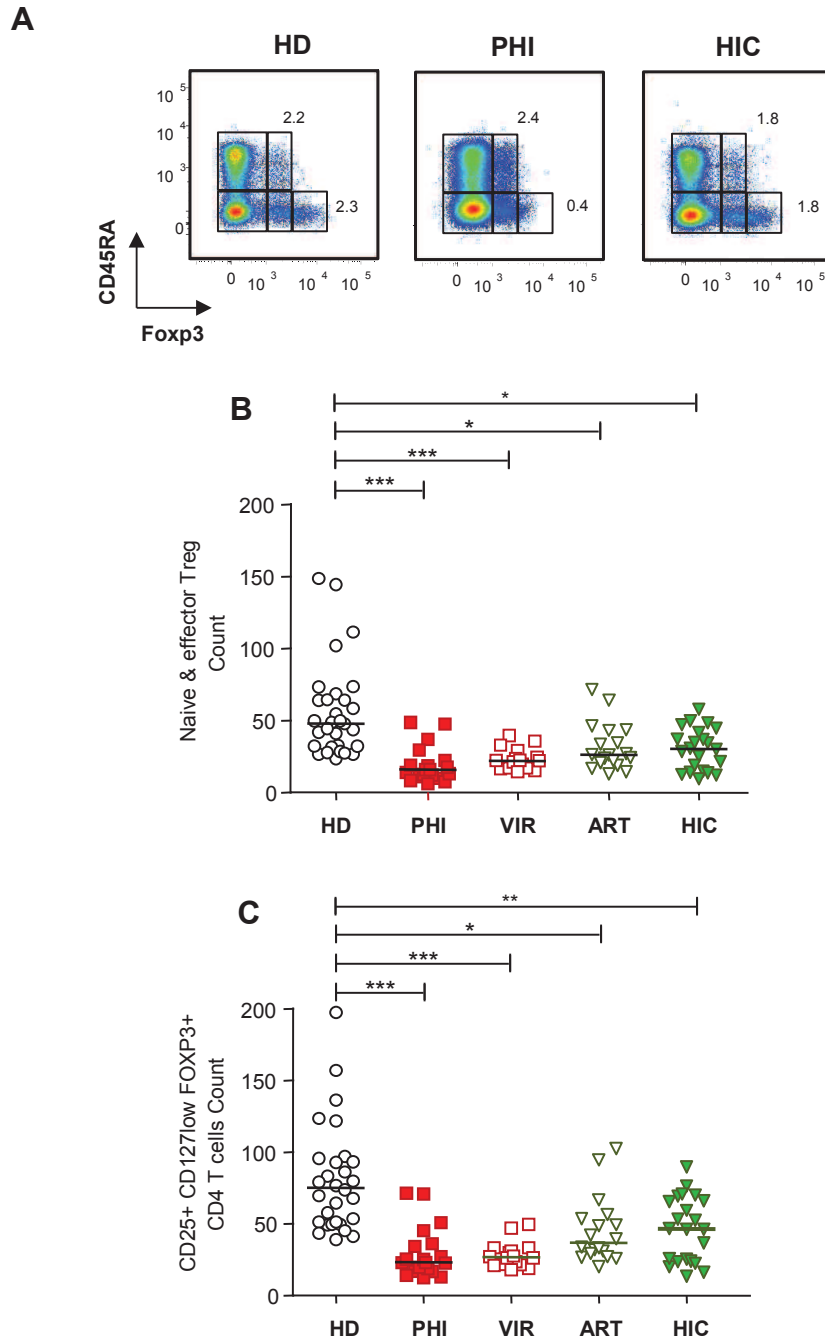 A
HD PHI HIC
10 5
10 4
10 3
0
2.2
2.3
2.4
0.4
1.8
1.8
0 10 3 10 4 10 5
0 10 3 10 4 10 5
0 10 3 10 4 10 5
CD45RA
Foxp3
B
*
*
***
***
Naive & effector Treg
Count
200
150
100
50
0
HD PHI VIR ART HIC
C
**
*
***
***
CD25+ CD127low FOXP3+
CD4 T cells Count
200
150
100
50
0
HD PHI VIR ART HIC